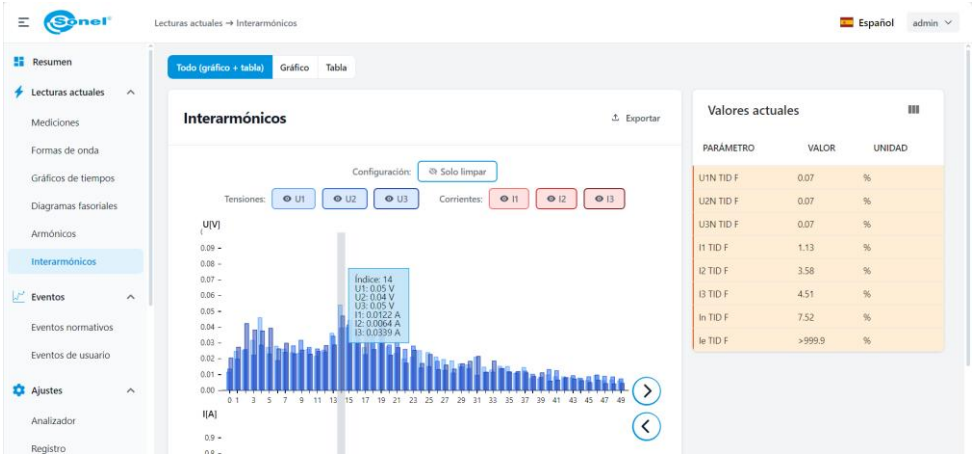 Sonel®
Lecturas actuales → Interarmónicos
Español
admin
Resumen
Lecturas actuales
Mediciones
Formas de onda
Gráficos de tiempos
Diagramas fasoriales
Armónicos
Interarmónicos
Eventos
Eventos normativos
Eventos de usuario
Ajustes
Analizador
Registro
Todo (gráfico + tabla)
Gráfico
Tabla
Interarmónicos
Exportar
Configuración:
Solo limpar
Tensiones:
U1
U2
U3
Corrientes:
I1
I2
I3
U[V]
0.09
0.08
0.07
0.06
0.05
0.04
0.03
0.02
0.01
0.00
Índice: 14
U1: 0.05 V
U2: 0.04 V
U3: 0.05 V
I1: 0.0122 A
I2: 0.0064 A
I3: 0.0339 A
0 1 3 5 7 9 11 13 15 17 19 21 23 25 27 29 31 33 35 37 39 41 43 45 47 49
I[A]
0.9
0.8
Valores actuales
PARÁMETRO VALOR UNIDAD
U1N TID F 0.07 %
U2N TID F 0.07 %
U3N TID F 0.07 %
I1 TID F 1.13 %
I2 TID F 3.58 %
I3 TID F 4.51 %
In TID F 7.52 %
Ie TID F >999.9 %